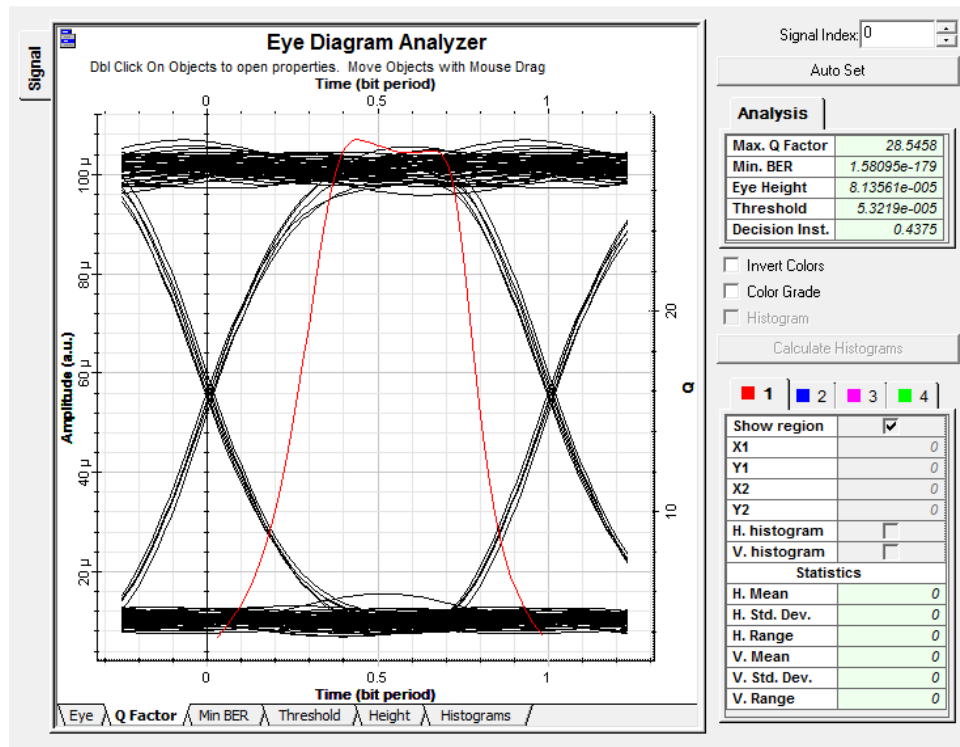 Signal
Eye Diagram Analyzer
Dbl Click On Objects to open properties. Move Objects with Mouse Drag
Time (bit period)
0 0.5 1
Amplitude (a.u.)
100 µ
80 µ
60 µ
40 µ
20 µ
20
Q
10
0 0.5 1
Time (bit period)
Eye Q Factor Min BER Threshold Height Histograms
Signal Index: 0
Auto Set
Analysis
Max. Q Factor 28.5458
Min. BER 1.58095e-179
Eye Height 8.13561e-005
Threshold 5.3219e-005
Decision Inst. 0.4375
Invert Colors
Color Grade
Histogram
Calculate Histograms
1 2 3 4
Show region
X1 0
Y1 0
X2 0
Y2 0
H. histogram
V. histogram
Statistics
H. Mean 0
H. Std. Dev. 0
H. Range 0
V. Mean 0
V. Std. Dev. 0
V. Range 0